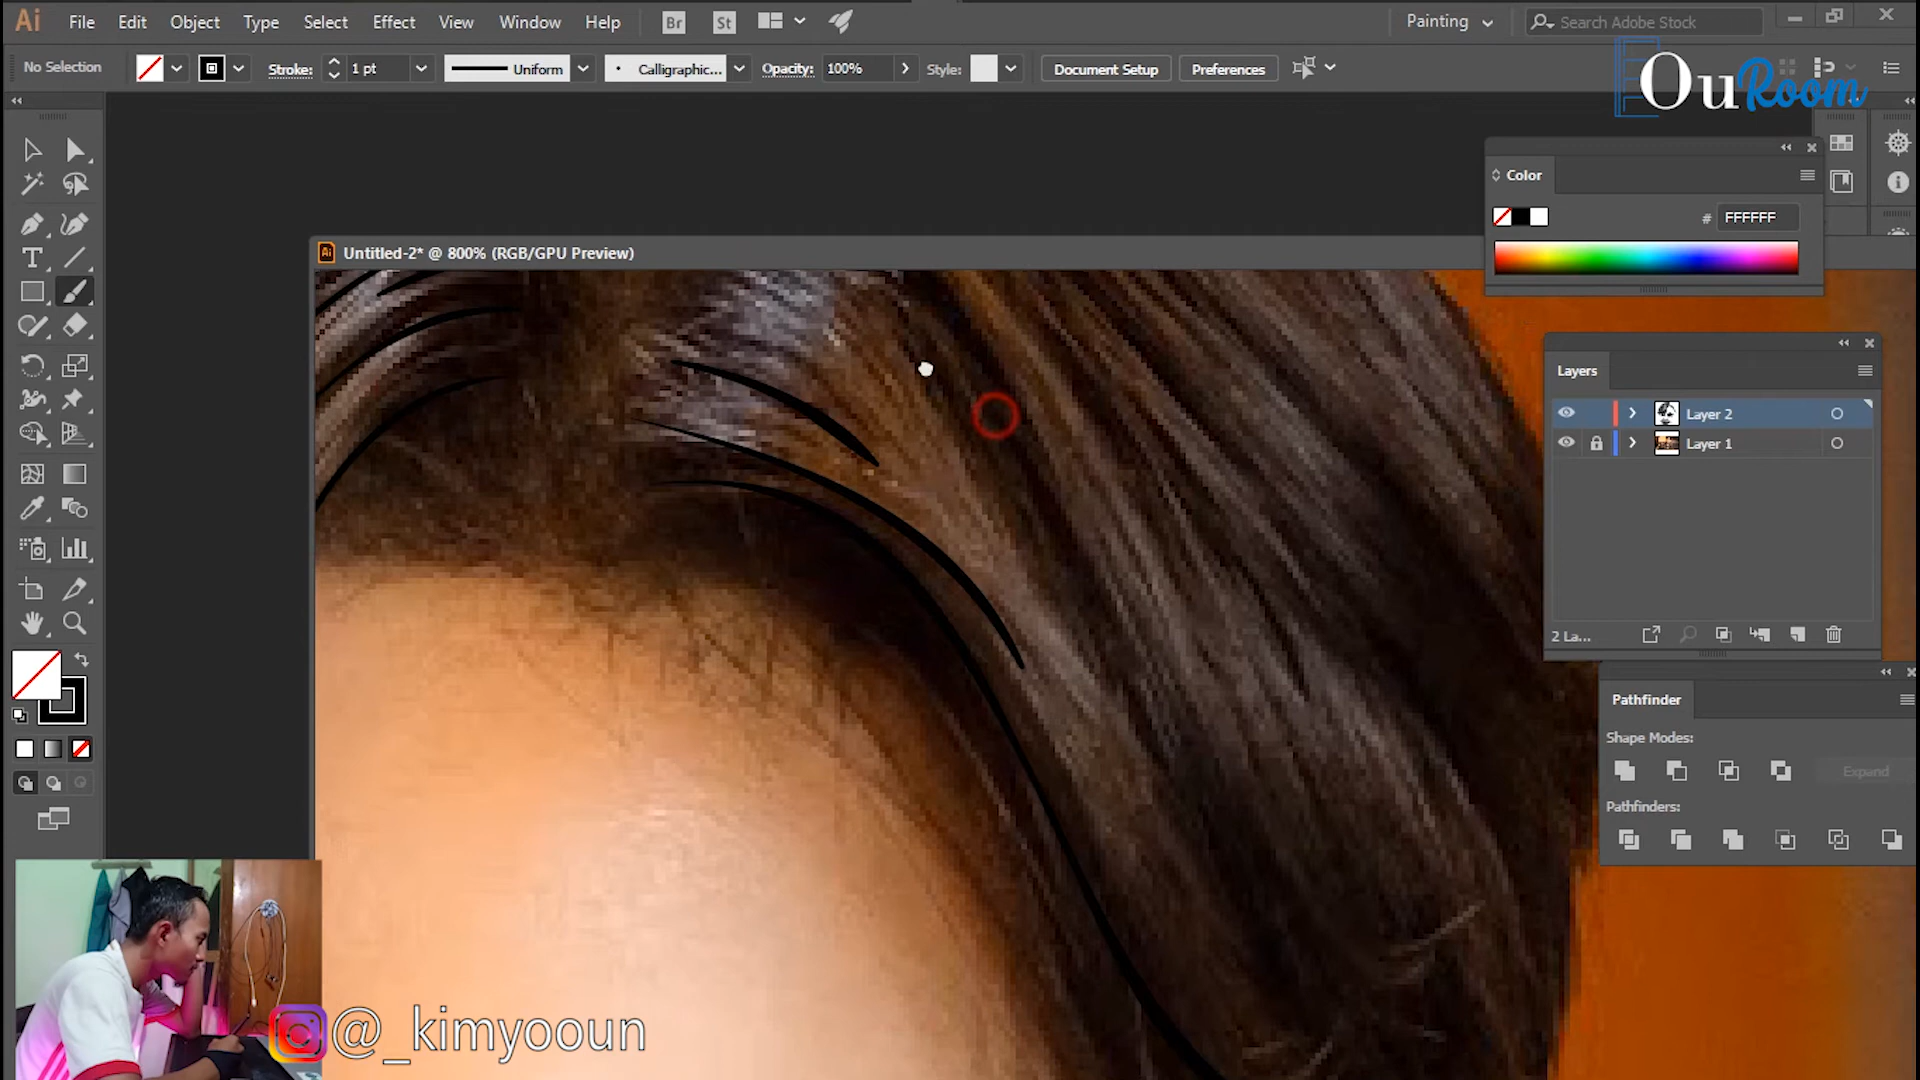 Ai File Edit Object Type Select Effect View Window Help Br St Painting Search Adobe Stock
No Selection Stroke: 1 pt Uniform Calligraphic... Opacity: 100% Style: Document Setup Preferences
OuRoom
Color
# FFFFFF
Ai Untitled-2* @ 800% (RGB/GPU Preview)
Layers
Layer 2
Layer 1
2 La...
Pathfinder
Shape Modes:
Expand
Pathfinders:
@_kimyooun